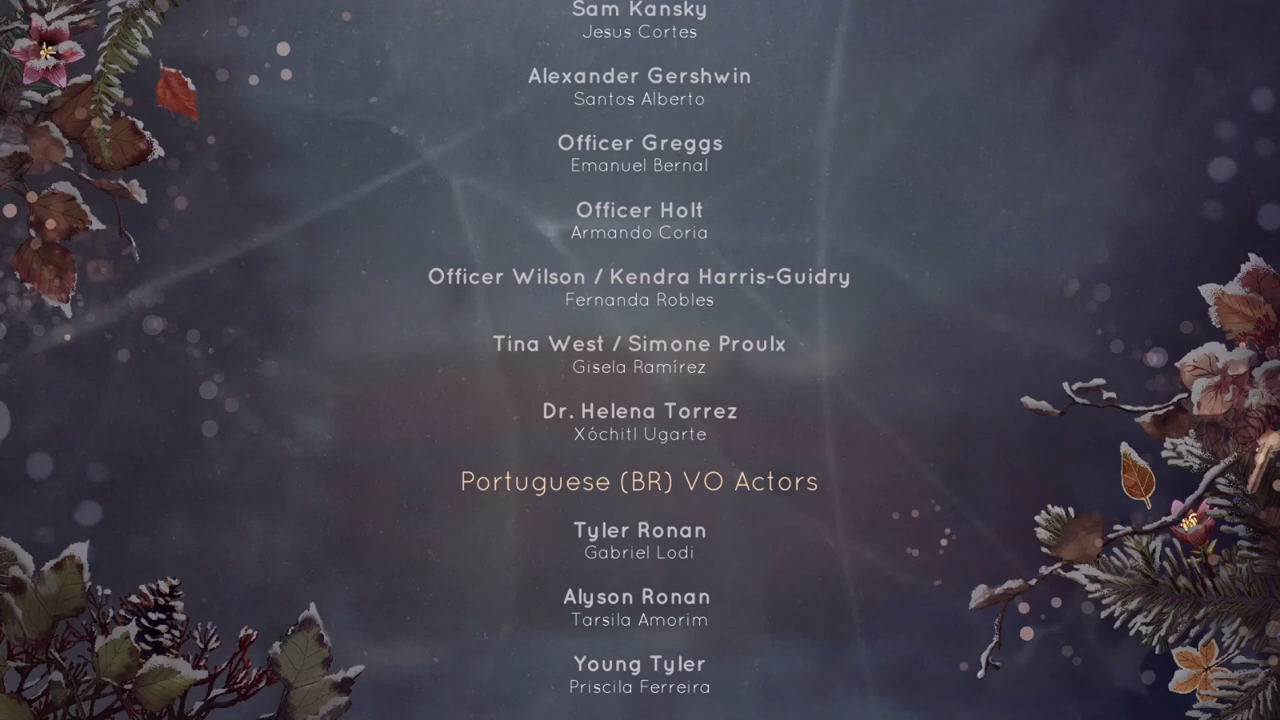 Sam Kansky
Jesus Cortes
Alexander Gershwin
Santos Alberto
Officer Greggs
Emanuel Bernal
Officer Holt
Armando Coria
Officer Wilson / Kendra Harris-Guidry
Fernanda Robles
Tina West / Simone Proulx
Gisela Ramírez
Dr. Helena Torrez
Xóchitl Ugarte
Portuguese (BR) VO Actors
Tyler Ronan
Gabriel Lodi
Alyson Ronan
Tarsila Amorim
Young Tyler
Priscila Ferreira